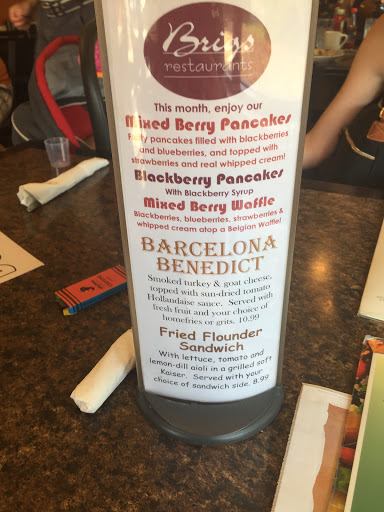 Brigs
restaurants
This month, enjoy our
Mixed Berry Pancakes
pancakes filled with blackberries
and blueberries, and topped with
strawberries and real whipped cream!
Blackberry Pancakes
With Blackberry Syrup
Mixed Berry Waffle
Blackberries, blueberries, strawberries &
whipped cream atop a Belgian Waffle!
BARCELONA
BENEDICT
Smoked turkey & goat cheese,
topped with sun-dried tomato
Hollandaise sauce. Served with
fresh fruit and your choice of
homefries or grits. 10.99
Fried Flounder
Sandwich
With lettuce, tomato and
lemon-dill aioli in a grilled soft
Kaiser. Served with your
choice of sandwich side. 8.99